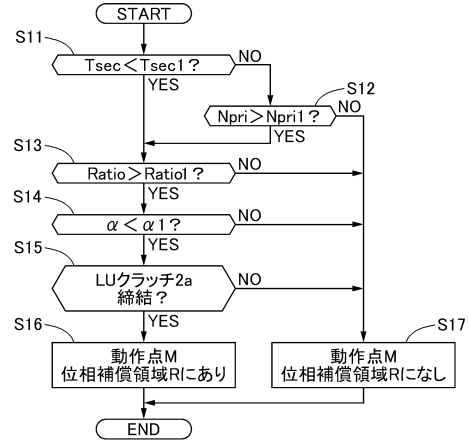 START
S11
Tsec<Tsec1?
NO
YES
S12
Npri>Npri1?
NO
YES
S13
Ratio>Ratio1?
NO
YES
S14
α<α1?
NO
YES
S15
LUクラッチ2a
締結?
NO
YES
S16
動作点M
位相補償領域Rにあり
S17
動作点M
位相補償領域Rになし
END